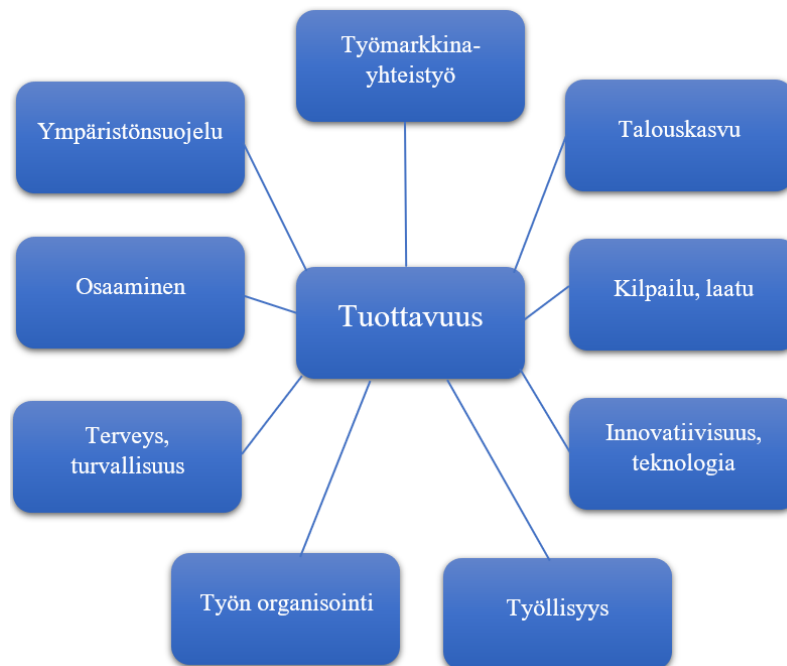 Työmarkkina-
yhteistyö
Ympäristönsuojelu
Talouskasvu
Osaaminen
Tuottavuus
Kilpailu, laatu
Terveys,
turvallisuus
Innovatiivisuus,
teknologia
Työn organisointi
Työllisyys